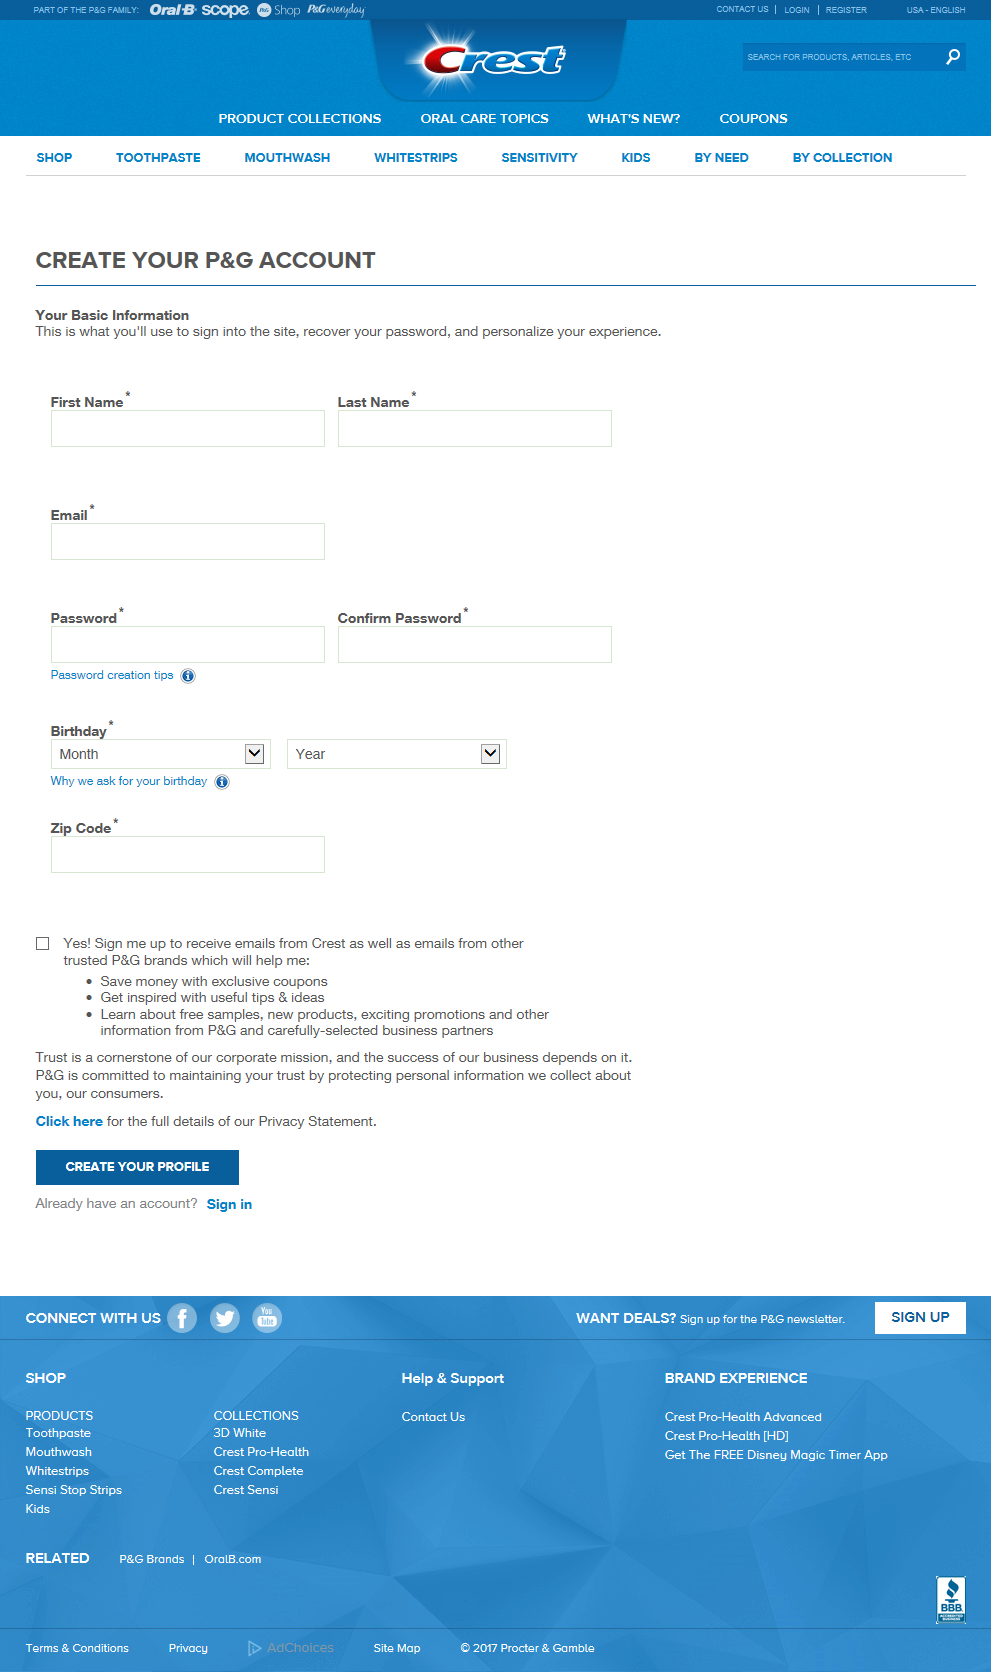 PART OF THE P&G FAMILY: Oral-B scope. P&G Shop P&G everyday CONTACT US | LOGIN | REGISTER USA - ENGLISH
Crest
SEARCH FOR PRODUCTS, ARTICLES, ETC
PRODUCT COLLECTIONS ORAL CARE TOPICS WHAT'S NEW? COUPONS
SHOP TOOTHPASTE MOUTHWASH WHITESTRIPS SENSITIVITY KIDS BY NEED BY COLLECTION
CREATE YOUR P&G ACCOUNT
Your Basic Information
This is what you'll use to sign into the site, recover your password, and personalize your experience.
First Name* Last Name*
Email*
Password* Confirm Password*
Password creation tips i
Birthday*
Month Year
Why we ask for your birthday i
Zip Code*
Yes! Sign me up to receive emails from Crest as well as emails from other
trusted P&G brands which will help me:
• Save money with exclusive coupons
• Get inspired with useful tips & ideas
• Learn about free samples, new products, exciting promotions and other
information from P&G and carefully-selected business partners
Trust is a cornerstone of our corporate mission, and the success of our business depends on it.
P&G is committed to maintaining your trust by protecting personal information we collect about
you, our consumers.
Click here for the full details of our Privacy Statement.
CREATE YOUR PROFILE
Already have an account? Sign in
CONNECT WITH US f You Tube WANT DEALS? Sign up for the P&G newsletter. SIGN UP
SHOP Help & Support BRAND EXPERIENCE
PRODUCTS COLLECTIONS Contact Us Crest Pro-Health Advanced
Toothpaste 3D White Crest Pro-Health [HD]
Mouthwash Crest Pro-Health Get The FREE Disney Magic Timer App
Whitestrips Crest Complete
Sensi Stop Strips Crest Sensi
Kids
RELATED P&G Brands | OralB.com
BBB.
ACCREDITED
BUSINESS
Terms & Conditions Privacy AdChoices Site Map © 2017 Procter & Gamble